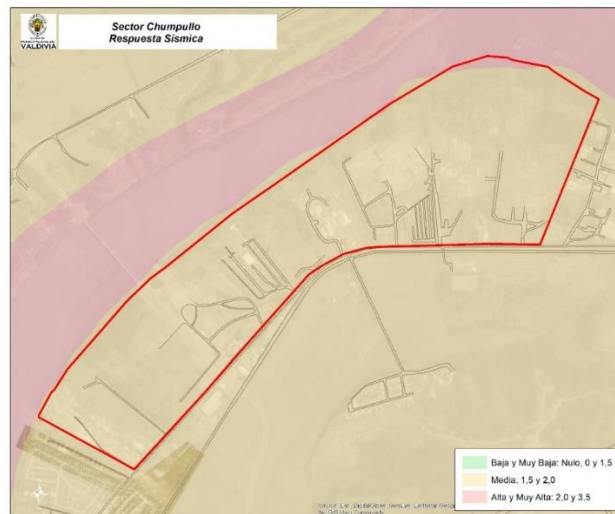 Sector Chumpullo
Respuesta Sísmica
VALDIVIA
Baja y Muy Baja: Nulo, 0 y 1,5
Media: 1,5 y 2,0
Alta y Muy Alta: 2,0 y 3,5